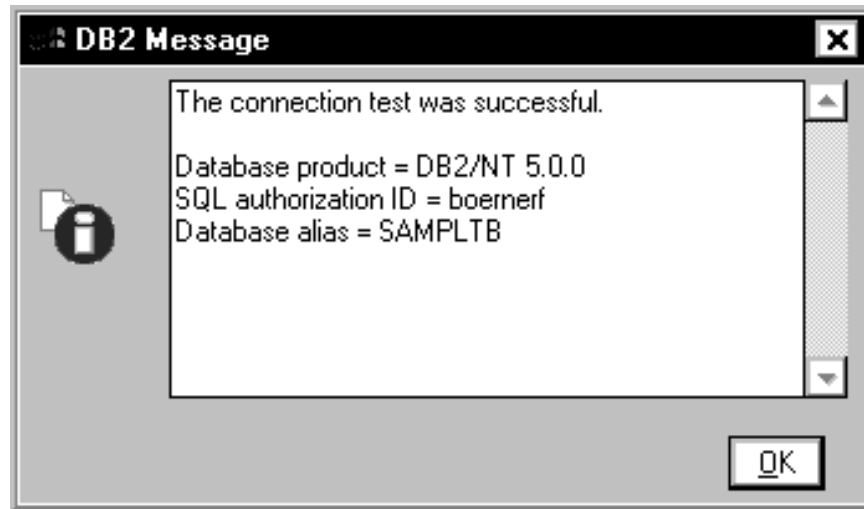 DB2 Message
The connection test was successful.
Database product = DB2/NT 5.0.0
SQL authorization ID = boernerf
Database alias = SAMPLTB
OK